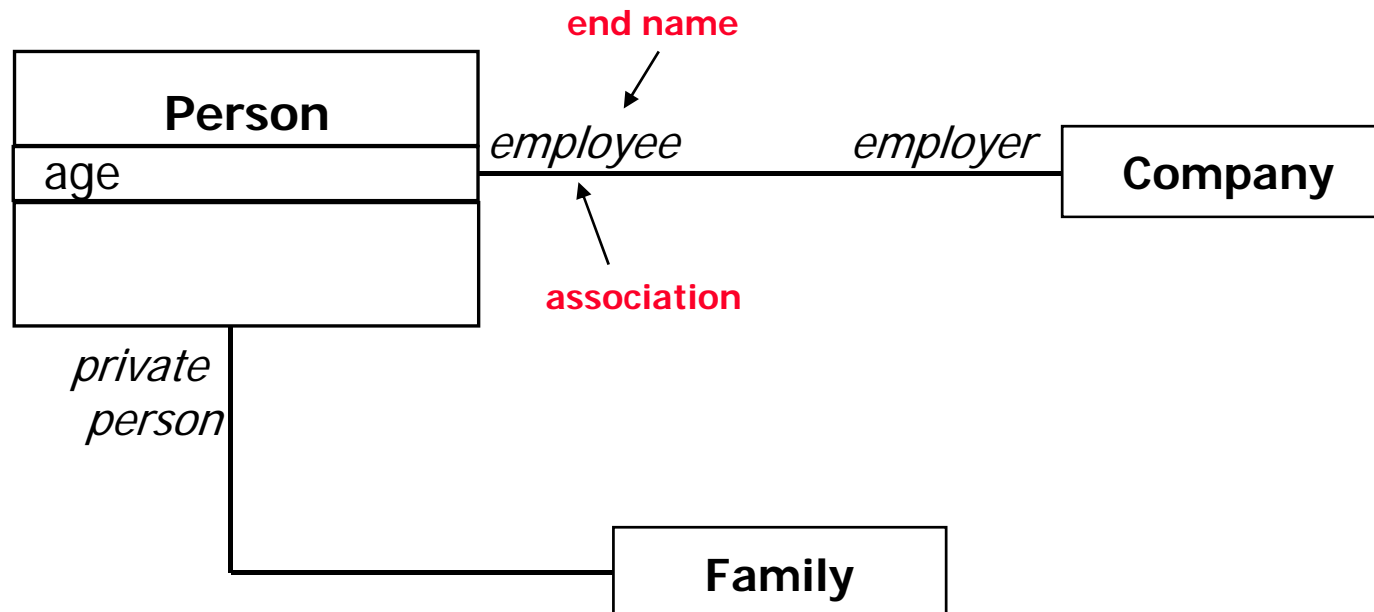 end name
Person
employee
employer
Company
age
association
private
person
Family